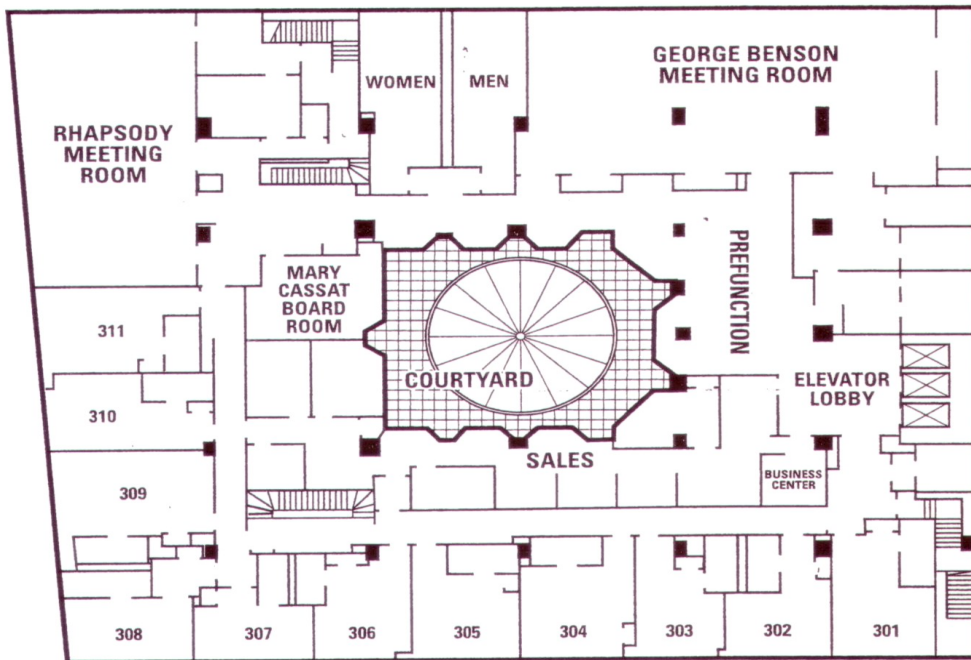 WOMEN
MEN
GEORGE BENSON
MEETING ROOM
RHAPSODY
MEETING
ROOM
PREFUNCTION
MARY
CASSAT
BOARD
ROOM
311
COURTYARD
ELEVATOR
LOBBY
310
SALES
BUSINESS
CENTER
309
308
307
306
305
304
303
302
301